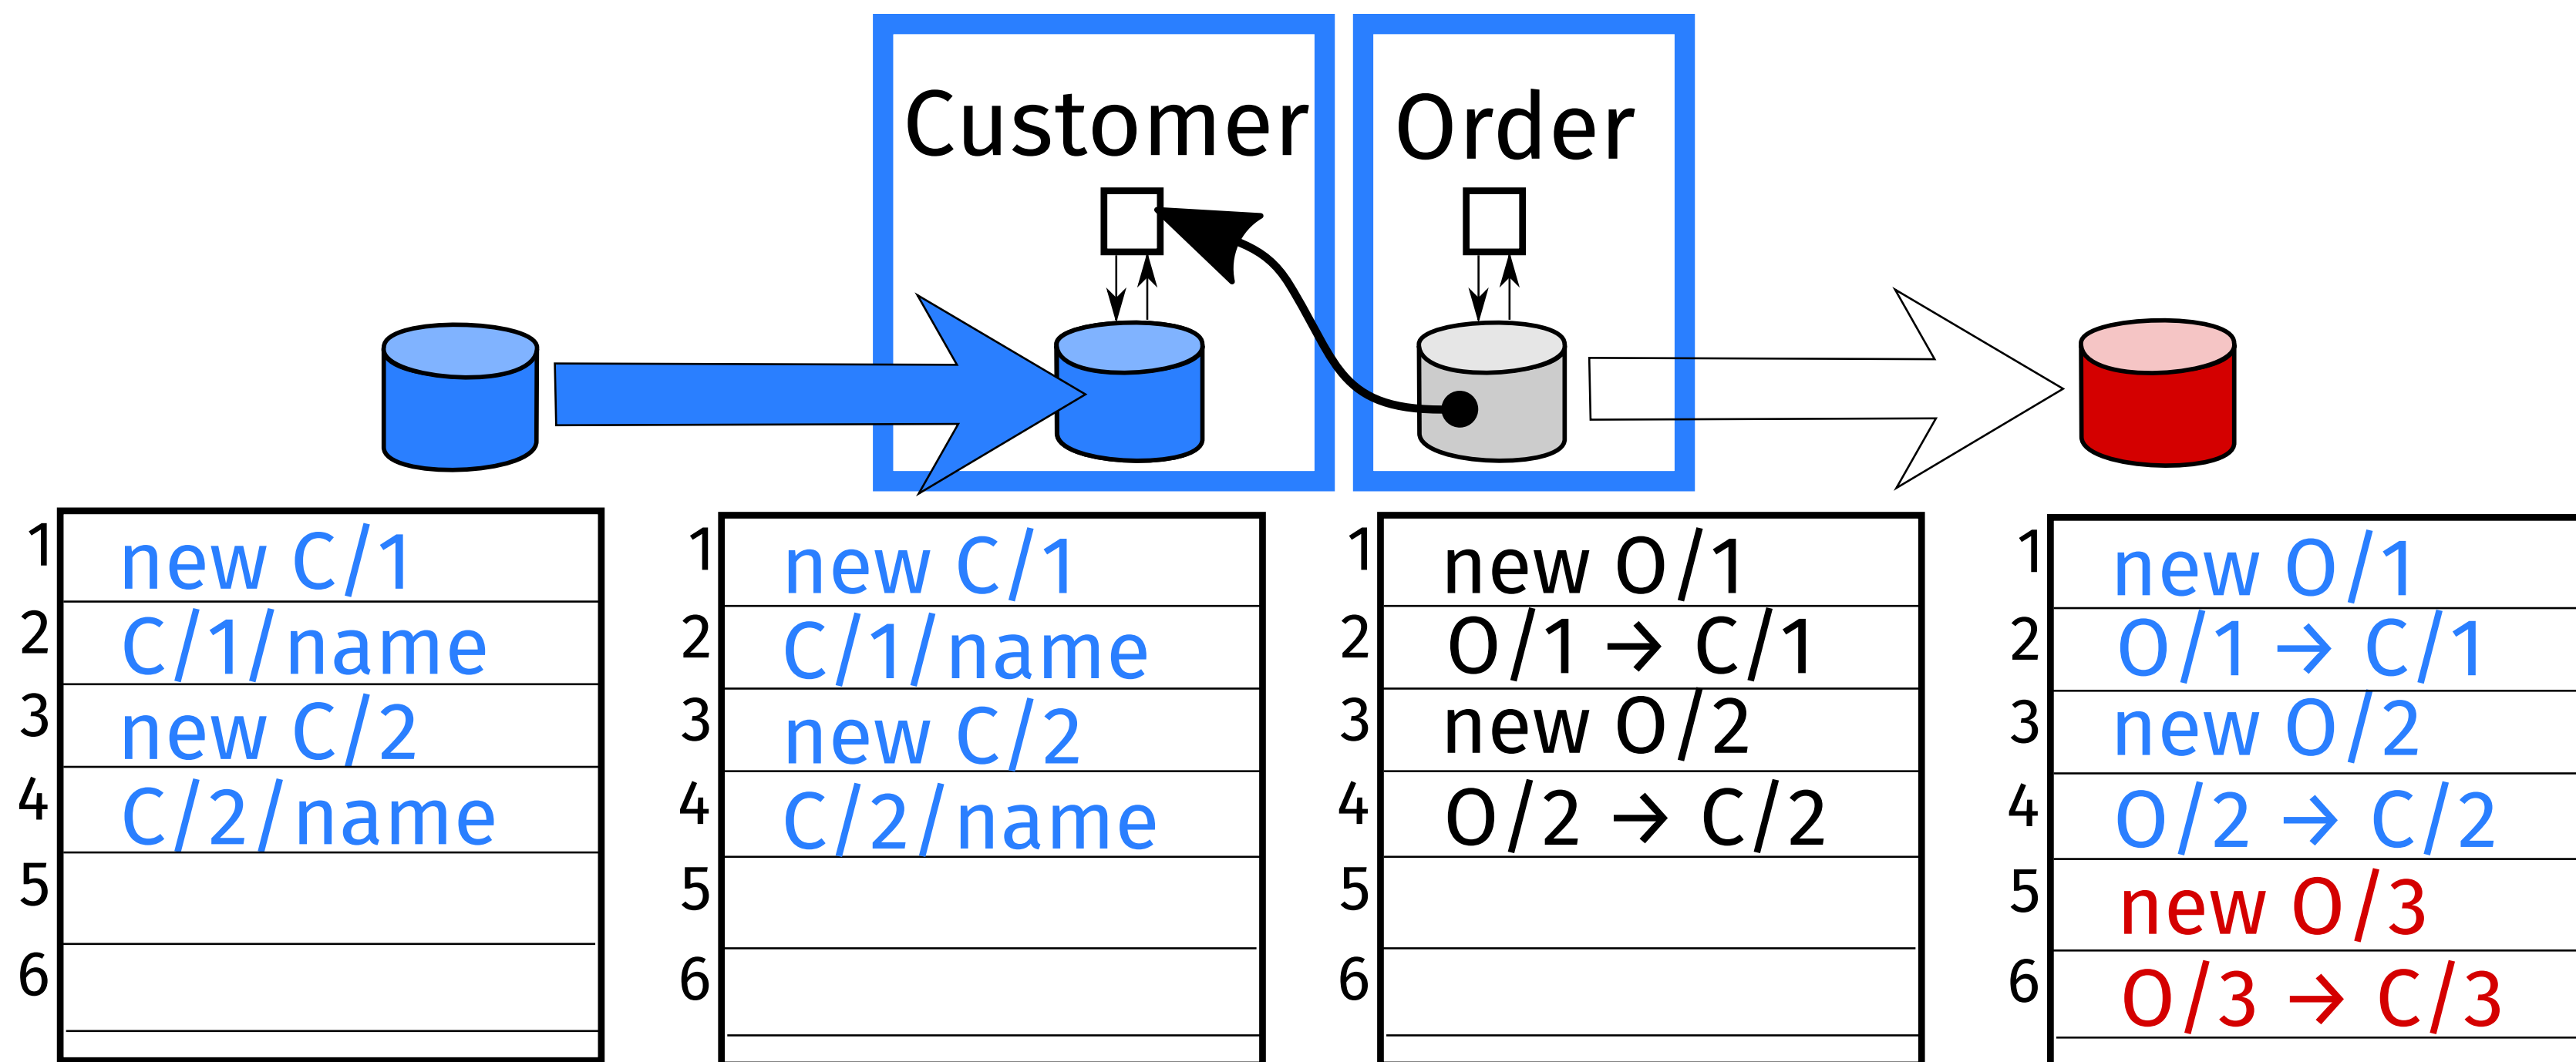 Customer
Order
1 new C/1
2 C/1/name
3 new C/2
4 C/2/name
5
6
1 new C/1
2 C/1/name
3 new C/2
4 C/2/name
5
6
1 new O/1
2 O/1 → C/1
3 new O/2
4 O/2 → C/2
5
6
1 new O/1
2 O/1 → C/1
3 new O/2
4 O/2 → C/2
5 new O/3
6 O/3 → C/3